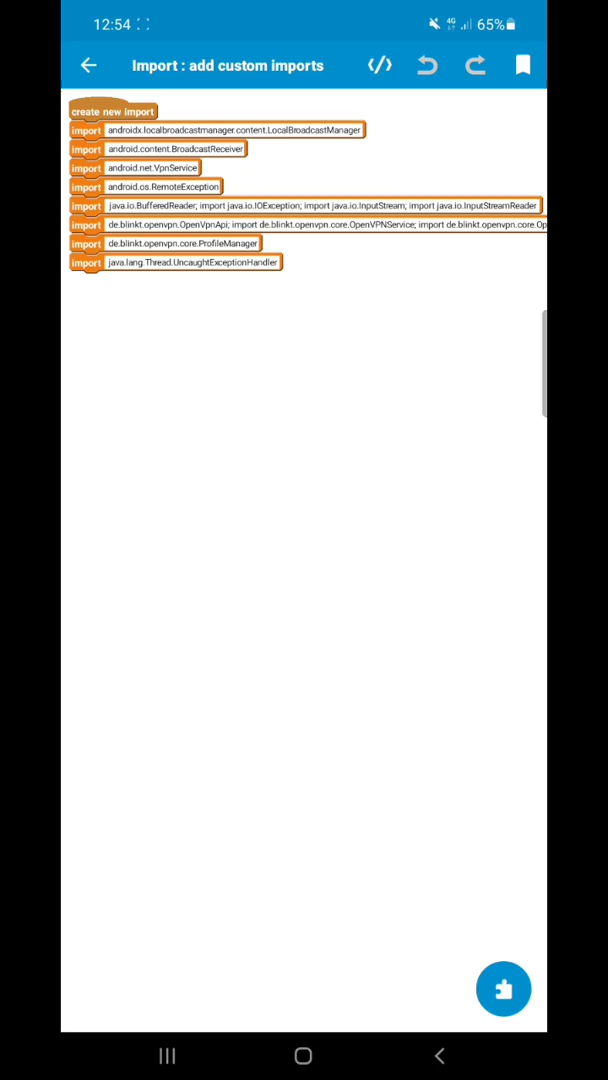 12:54 4G 65%
Import : add custom imports
create new import
import androidx.localbroadcastmanager.content.LocalBroadcastManager
import android.content.BroadcastReceiver
import android.net.VpnService
import android.os.RemoteException
import java.io.BufferedReader; import java.io.IOException; import java.io.InputStream; import java.io.InputStreamReader
import de.blinkt.openvpn.OpenVpnApi; import de.blinkt.openvpn.core.OpenVPNService; import de.blinkt.openvpn.core.Op
import de.blinkt.openvpn.core.ProfileManager
import java.lang.Thread.UncaughtExceptionHandler